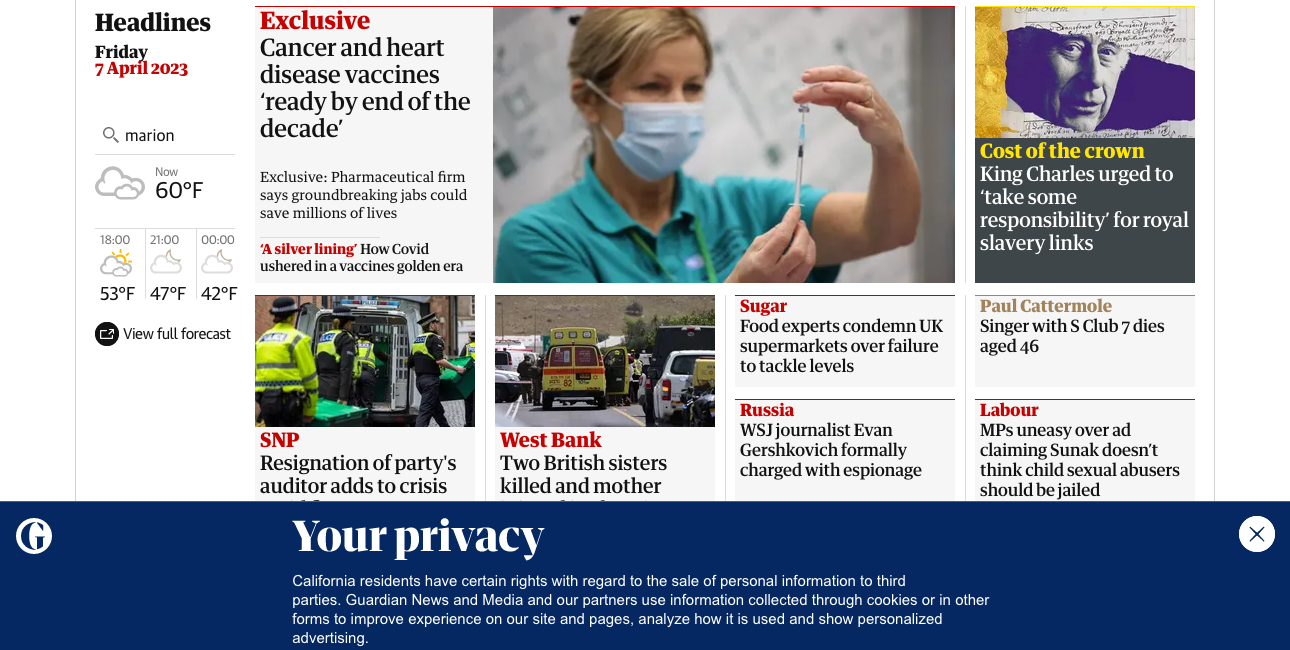 Headlines
Friday
7 April 2023
marion
Now
60°F
18:00
21:00
00:00
53°F
47°F
42°F
View full forecast
Exclusive
Cancer and heart
disease vaccines
‘ready by end of the
decade’
Exclusive: Pharmaceutical firm
says groundbreaking jabs could
save millions of lives
‘A silver lining’ How Covid
ushered in a vaccines golden era
Cost of the crown
King Charles urged to
‘take some
responsibility’ for royal
slavery links
SNP
Resignation of party's
auditor adds to crisis
West Bank
Two British sisters
killed and mother
Sugar
Food experts condemn UK
supermarkets over failure
to tackle levels
Russia
WSJ journalist Evan
Gershkovich formally
charged with espionage
Paul Cattermole
Singer with S Club 7 dies
aged 46
Labour
MPs uneasy over ad
claiming Sunak doesn’t
think child sexual abusers
should be jailed
G
Your privacy
California residents have certain rights with regard to the sale of personal information to third
parties. Guardian News and Media and our partners use information collected through cookies or in other
forms to improve experience on our site and pages, analyze how it is used and show personalized
advertising.